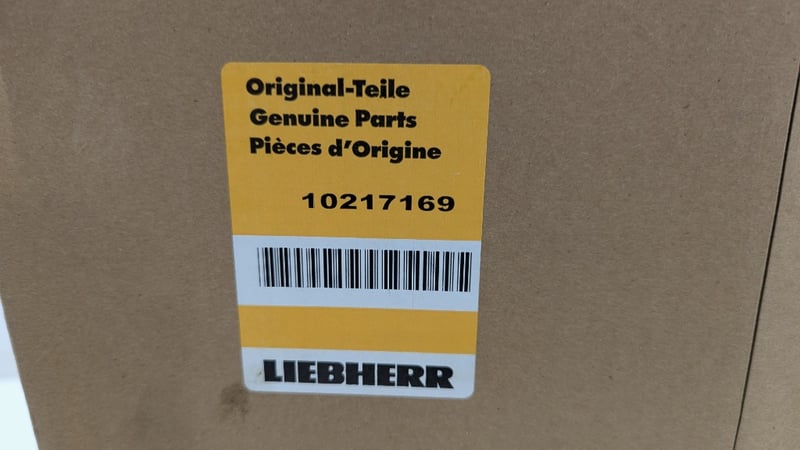 Original-Teile
Genuine Parts
Pièces d'Origine
10217169
LIEBHERR